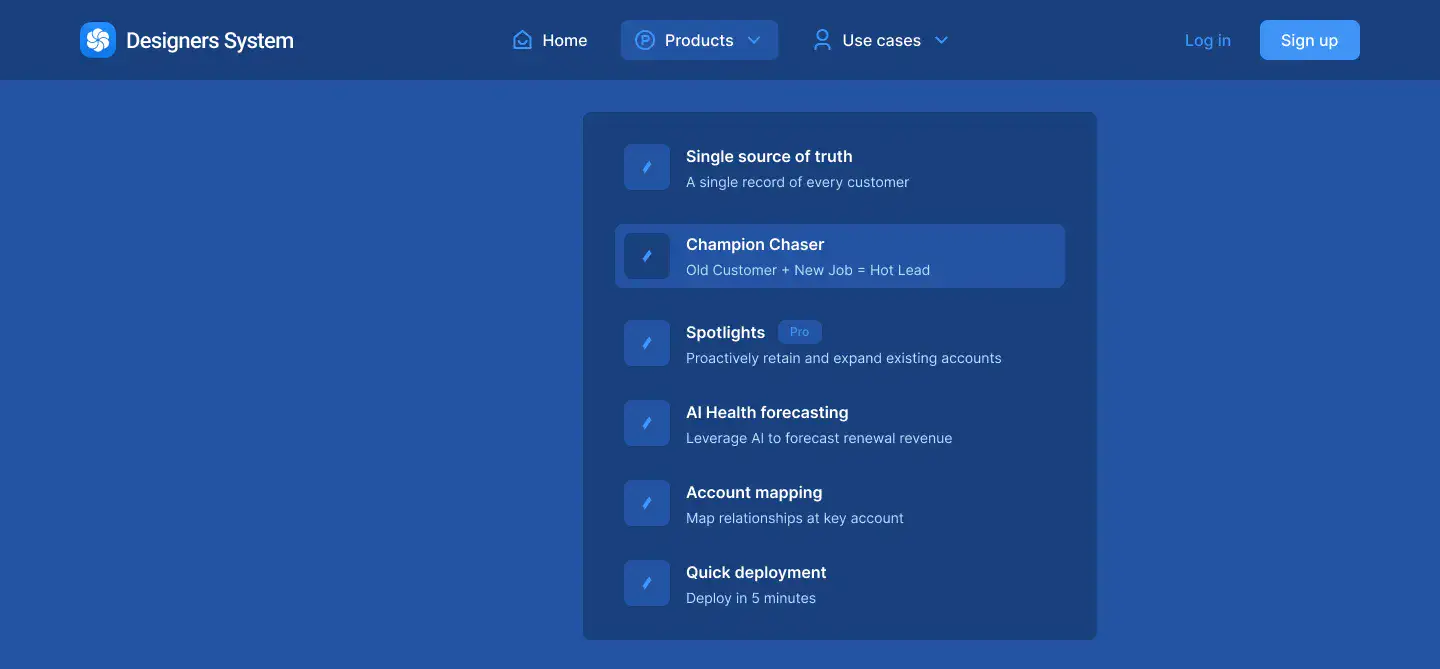 Designers System
Home
P
Products
Use cases
Log in
Sign up
Single source of truth
A single record of every customer
Champion Chaser
Old Customer + New Job = Hot Lead
Spotlights Pro
Proactively retain and expand existing accounts
AI Health forecasting
Leverage AI to forecast renewal revenue
Account mapping
Map relationships at key account
Quick deployment
Deploy in 5 minutes